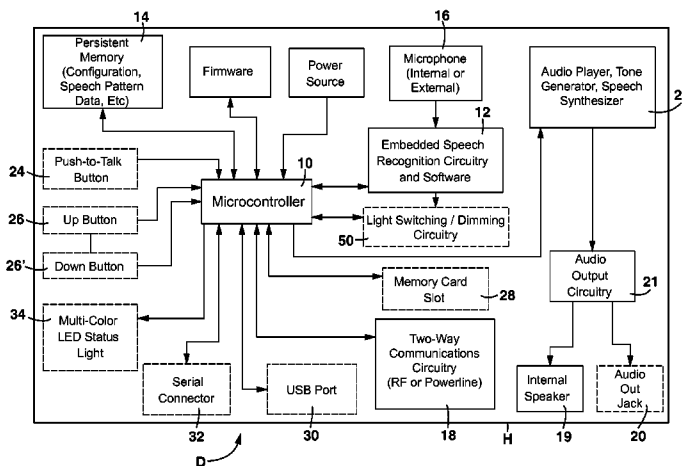 14
Persistent
Memory
(Configuration,
Speech Pattern
Data, Etc)
Firmware
Power
Source
16
Microphone
(Internal or
External)
Audio Player, Tone
Generator, Speech
Synthesizer
2
12
Embedded Speech
Recognition Circuitry
and Software
24
Push-to-Talk
Button
10
Microcontroller
26
Up Button
26'
Down Button
Light Switching / Dimming
Circuitry
50
Audio
Output
Circuitry
21
Memory Card
Slot
28
34
Multi-Color
LED Status
Light
Serial
Connector
32
USB Port
30
Two-Way
Communications
Circuitry
(RF or Powerline)
18
H
Internal
Speaker
19
Audio
Out
Jack
20
D